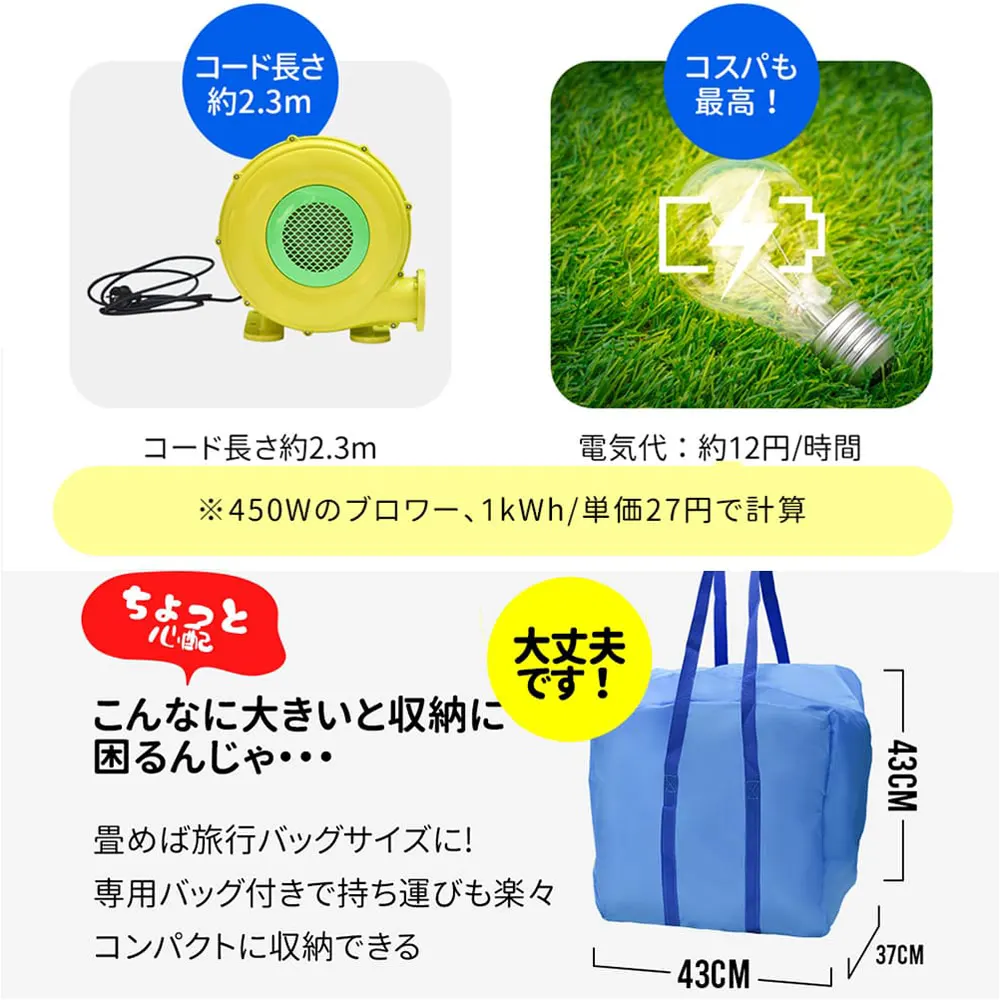 コード長さ
約2.3m
コスパも
最高！
コード長さ約2.3m
電気代：約12円/時間
※450Wのブロワー、1kWh/単価27円で計算
ちょっと
心配
大丈夫
です！
こんなに大きいと収納に
困るんじゃ・・・
畳めば旅行バッグサイズに!
専用バッグ付きで持ち運びも楽々
コンパクトに収納できる
43CM
37CM
43CM